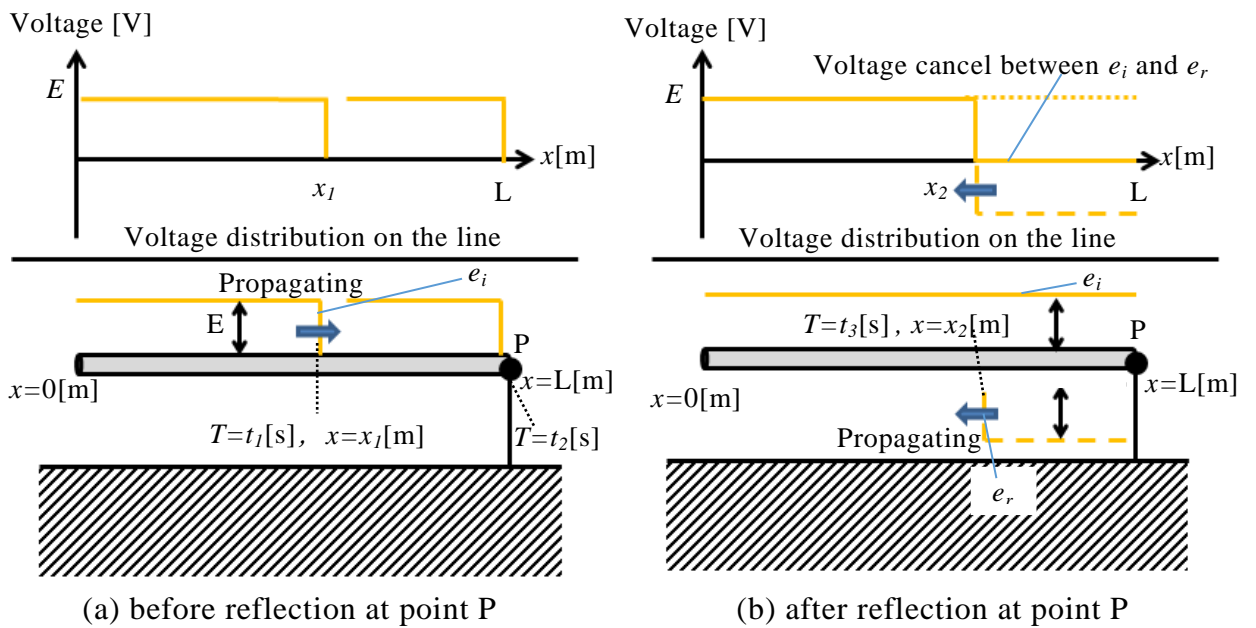 Voltage [V]
E
x1
L
x[m]
Voltage distribution on the line
Propagating
ei
E
P
x=0[m]
x=L[m]
T=t1[s], x=x1[m]
T=t2[s]
(a) before reflection at point P
Voltage [V]
Voltage cancel between ei and er
E
x[m]
x2
L
Voltage distribution on the line
ei
T=t3[s], x=x2[m]
P
x=0[m]
x=L[m]
Propagating
er
(b) after reflection at point P